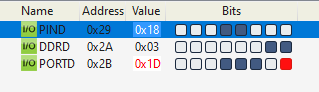 Name Address Value Bits
I/O PIND 0x29 0x18
I/O DDRD 0x2A 0x03
I/O PORTD 0x2B 0x1D